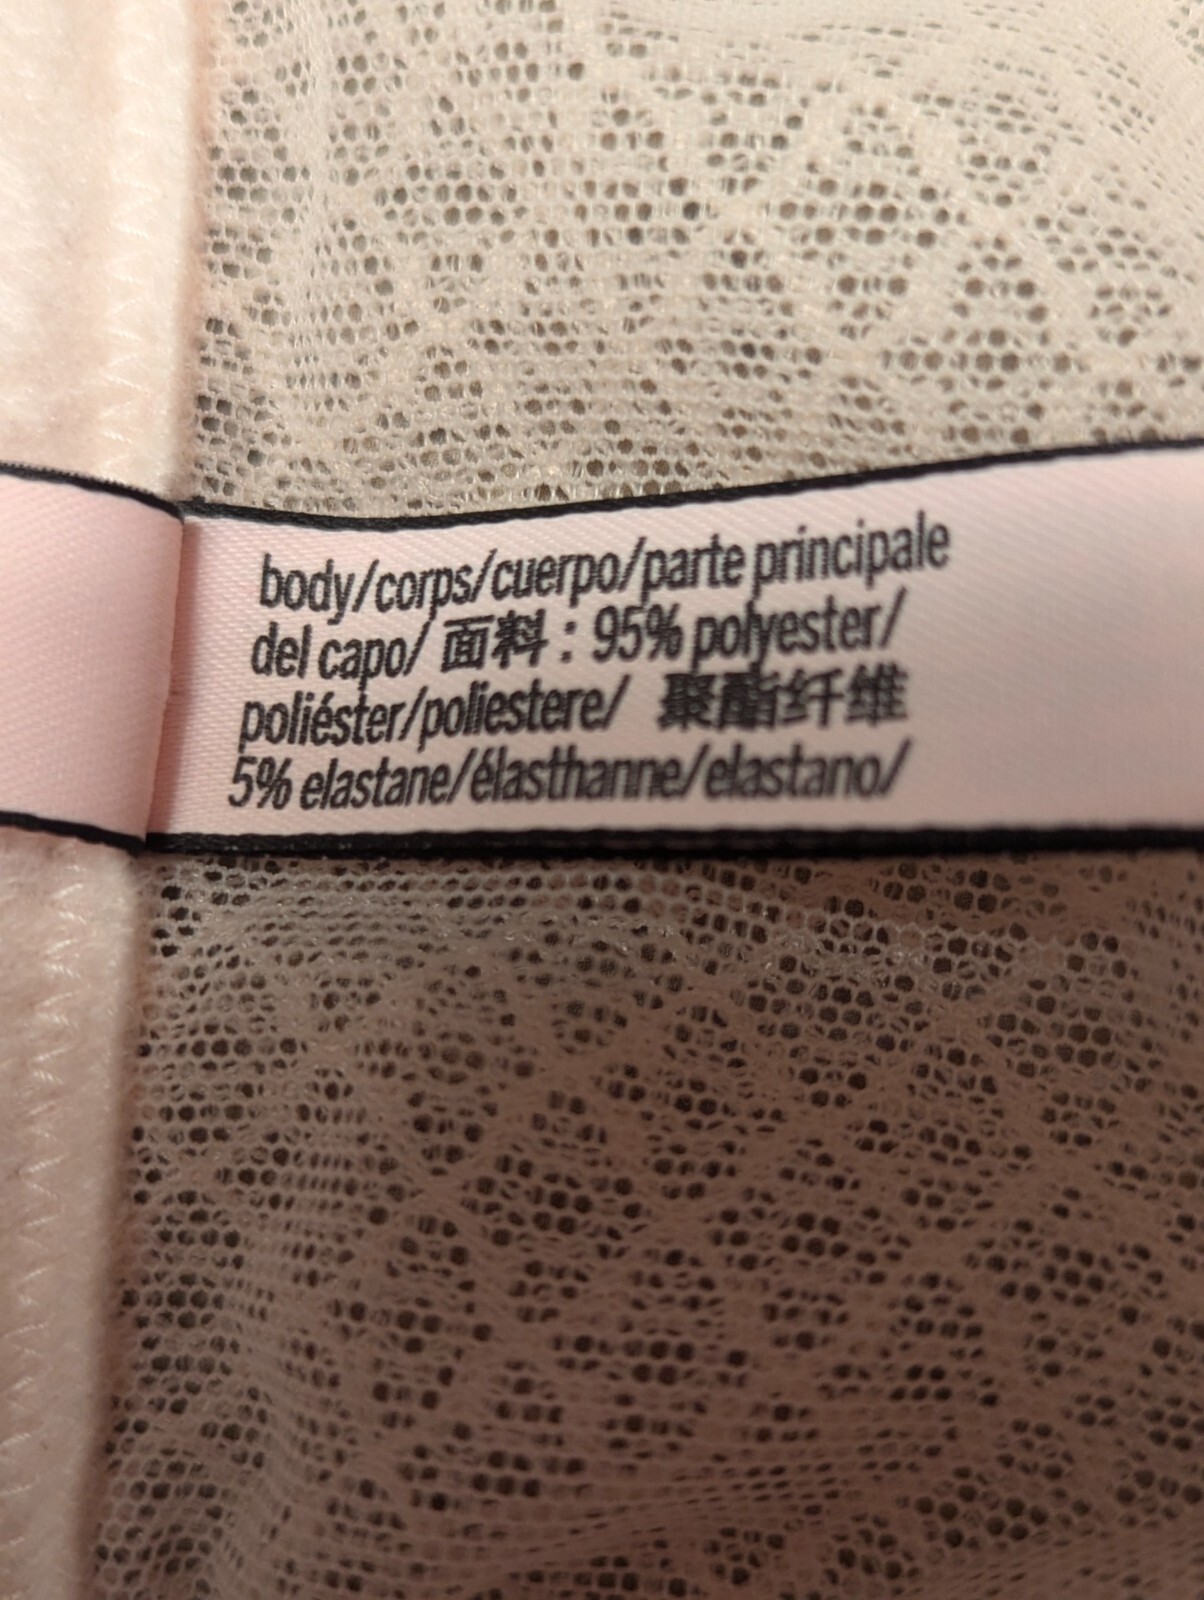 body/corps/cuerpo/parte principale
del capo/ 面料 : 95% polyester/
poliéster/poliestere/ 聚酯纤维
5% elastane/élasthanne/elastano/